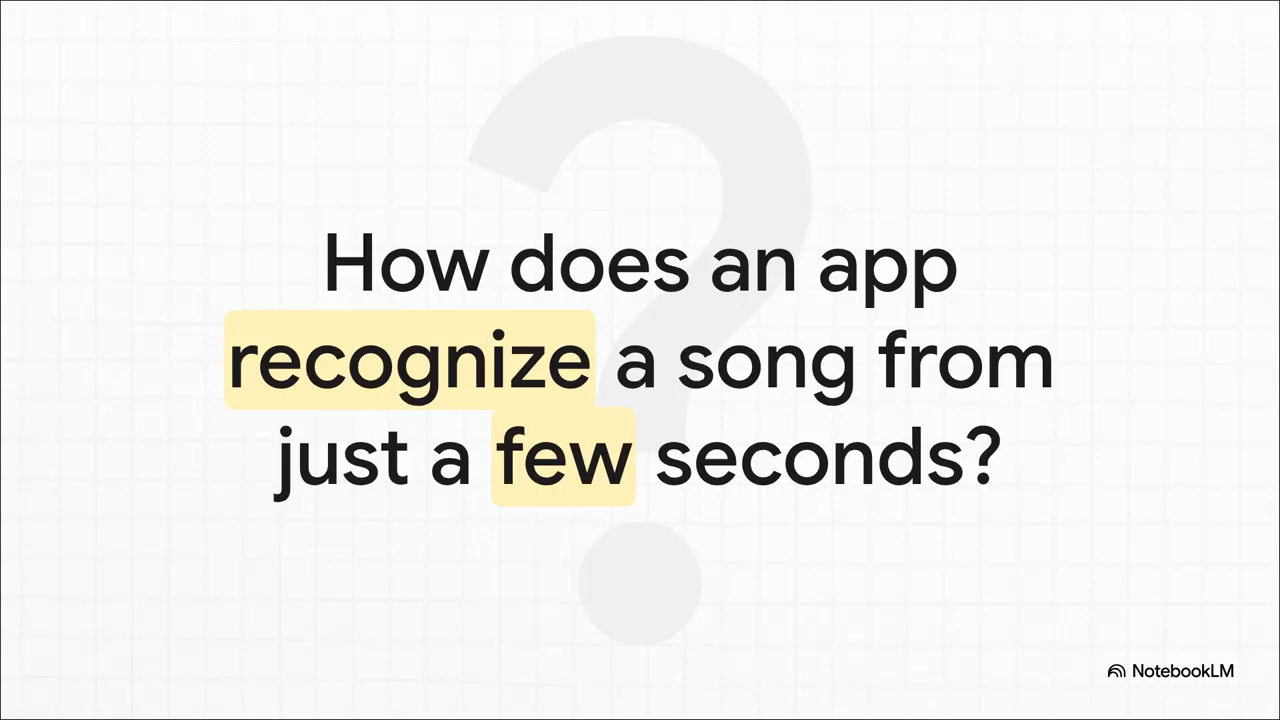 How does an app
recognize a song from
just a few seconds?
NotebookLM